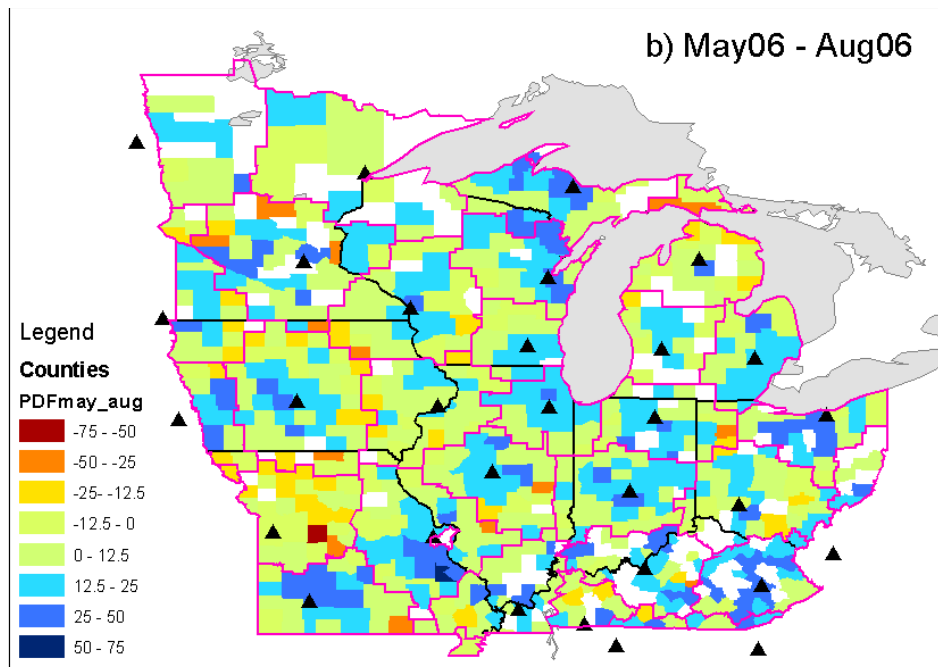 b) May06 - Aug06
Legend
Counties
PDFmay_aug
-75 - -50
-50 - -25
-25- -12.5
-12.5 - 0
0 - 12.5
12.5 - 25
25 - 50
50 - 75